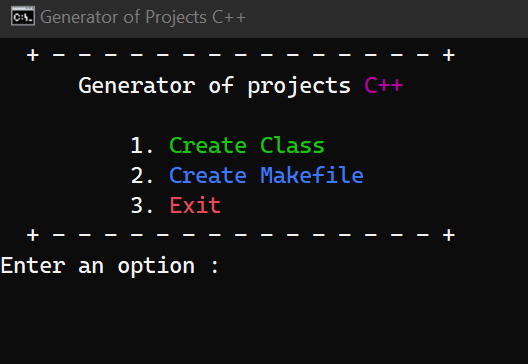 Generator of Projects C++
+ - - - - - - - - - - - - - - - +
Generator of projects C++
1. Create Class
2. Create Makefile
3. Exit
+ - - - - - - - - - - - - - - - +
Enter an option :